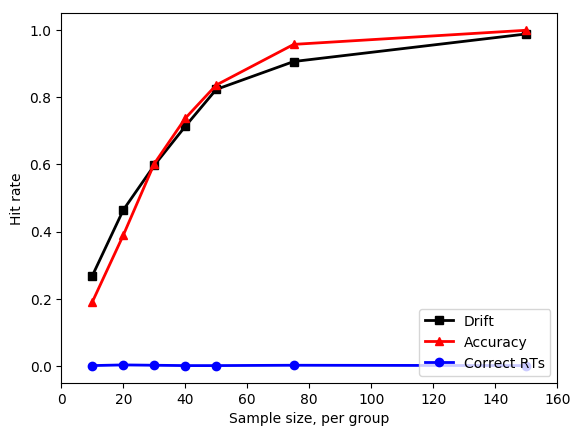 1.0
0.8
0.6
0.4
0.2
0.0
Hit rate
Drift
Accuracy
Correct RTs
0 20 40 60 80 100 120 140 160
Sample size, per group